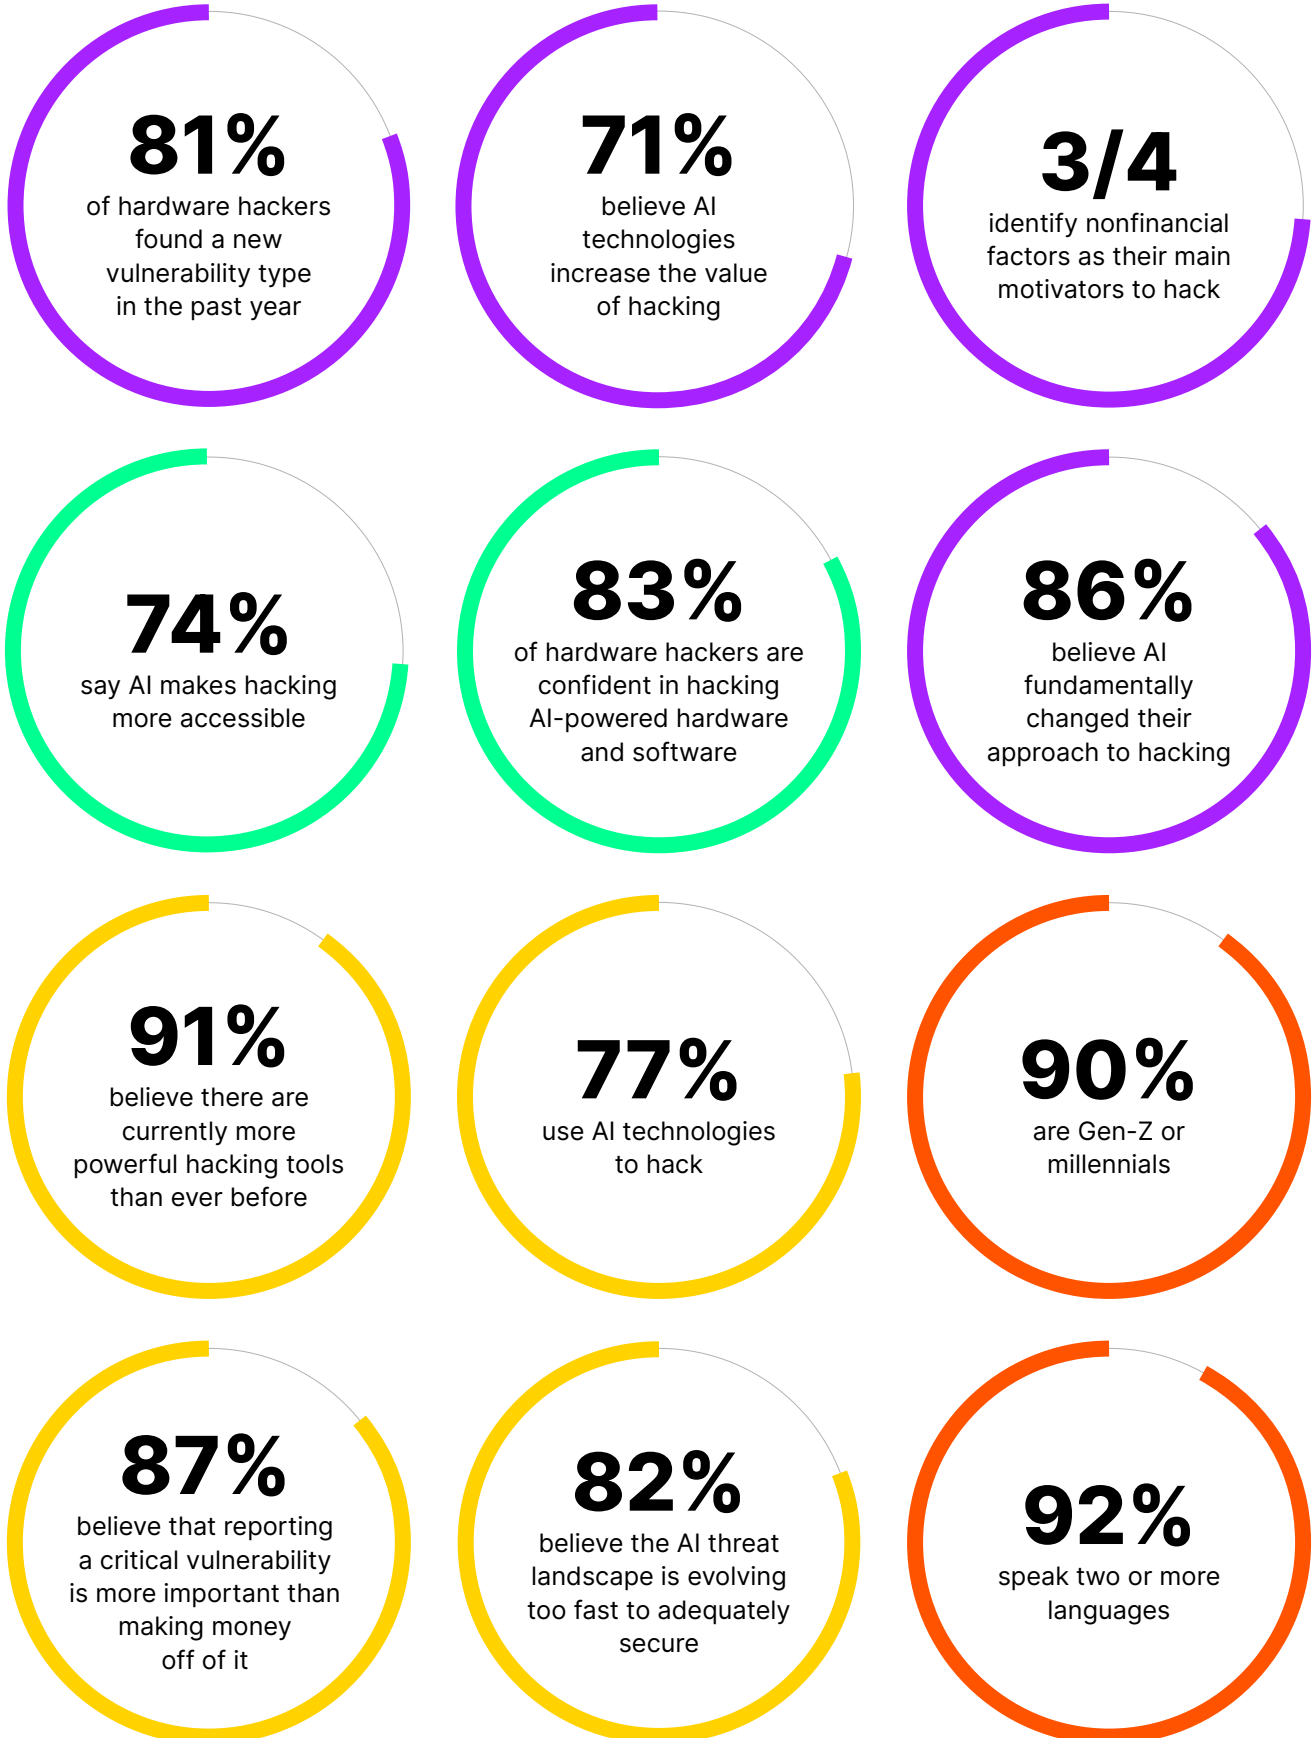 81%
of hardware hackers
found a new
vulnerability type
in the past year
71%
believe AI
technologies
increase the value
of hacking
3/4
identify nonfinancial
factors as their main
motivators to hack
74%
say AI makes hacking
more accessible
83%
of hardware hackers are
confident in hacking
AI-powered hardware
and software
86%
believe AI
fundamentally
changed their
approach to hacking
91%
believe there are
currently more
powerful hacking tools
than ever before
77%
use AI technologies
to hack
90%
are Gen-Z or
millennials
87%
believe that reporting
a critical vulnerability
is more important than
making money
off of it
82%
believe the AI threat
landscape is evolving
too fast to adequately
secure
92%
speak two or more
languages